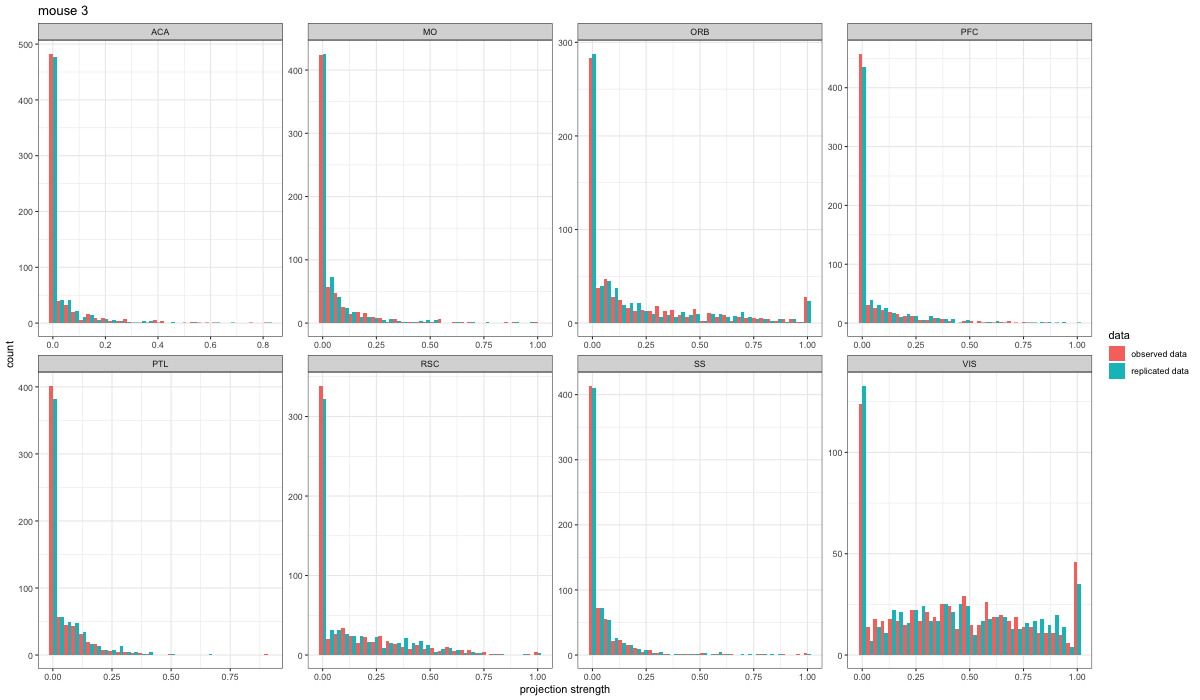 mouse 3
ACA MO ORB PFC
500 400 300 200 100 0
400 300 200 100 0
300 200 100 0
400 300 200 100 0
0.0 0.2 0.4 0.6 0.8
0.00 0.25 0.50 0.75 1.00
0.00 0.25 0.50 0.75 1.00
0.00 0.25 0.50 0.75 1.00
PTL RSC SS VIS
400 300 200 100 0
300 200 100 0
400 300 200 100 0
100 50 0
0.00 0.25 0.50 0.75
0.00 0.25 0.50 0.75 1.00
0.00 0.25 0.50 0.75 1.00
0.00 0.25 0.50 0.75 1.00
count
projection strength
data
observed data
replicated data